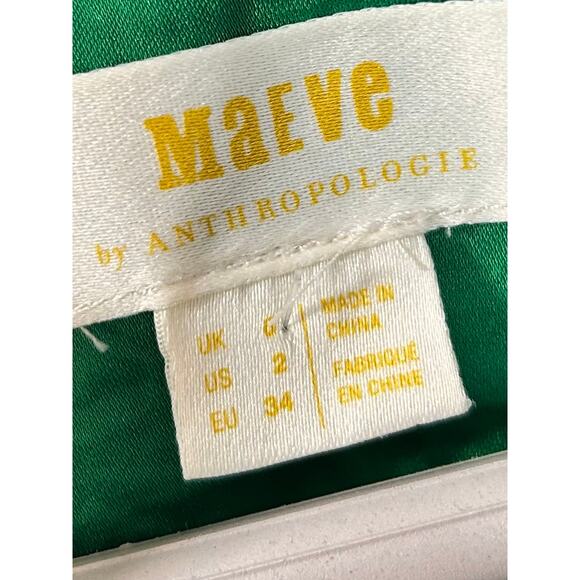 MaEVe
by ANTHROPOLOGIE
UK 6
US 2
EU 34
MADE IN
CHINA
FABRIQUÉ
EN CHINE